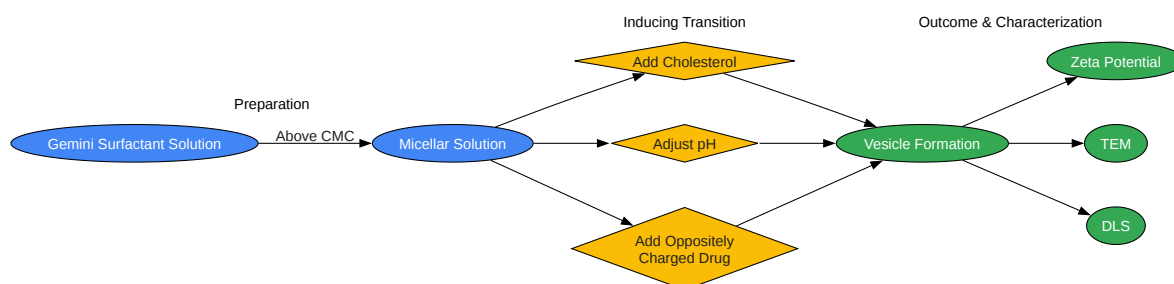 Inducing Transition
Outcome & Characterization
Add Cholesterol
Zeta Potential
Preparation
Gemini Surfactant Solution
Above CMC
Micellar Solution
Adjust pH
Vesicle Formation
TEM
DLS
Add Oppositely
Charged Drug